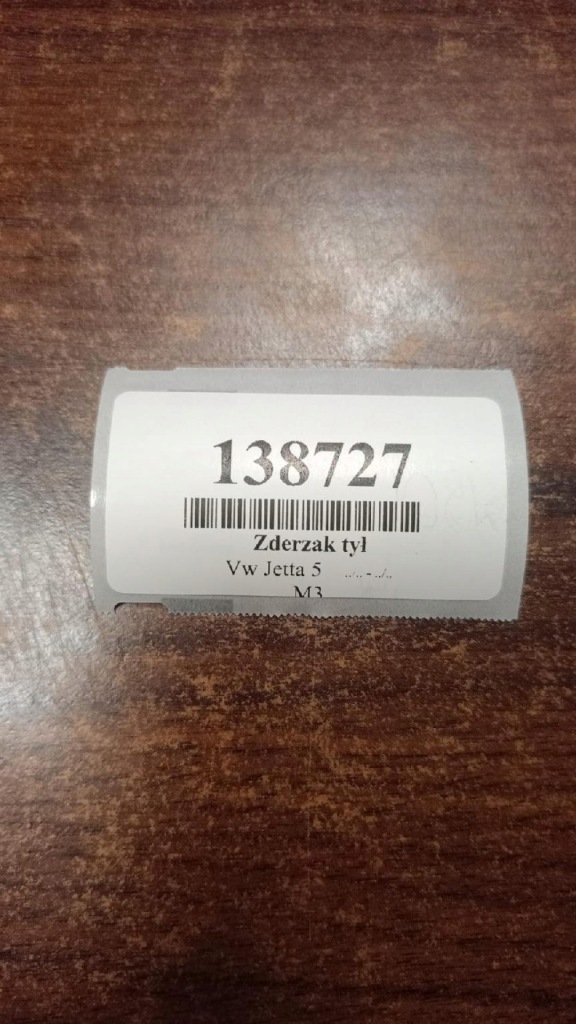 138727
Zderzak tył
Vw Jetta 5 ../.. - ../..
M3